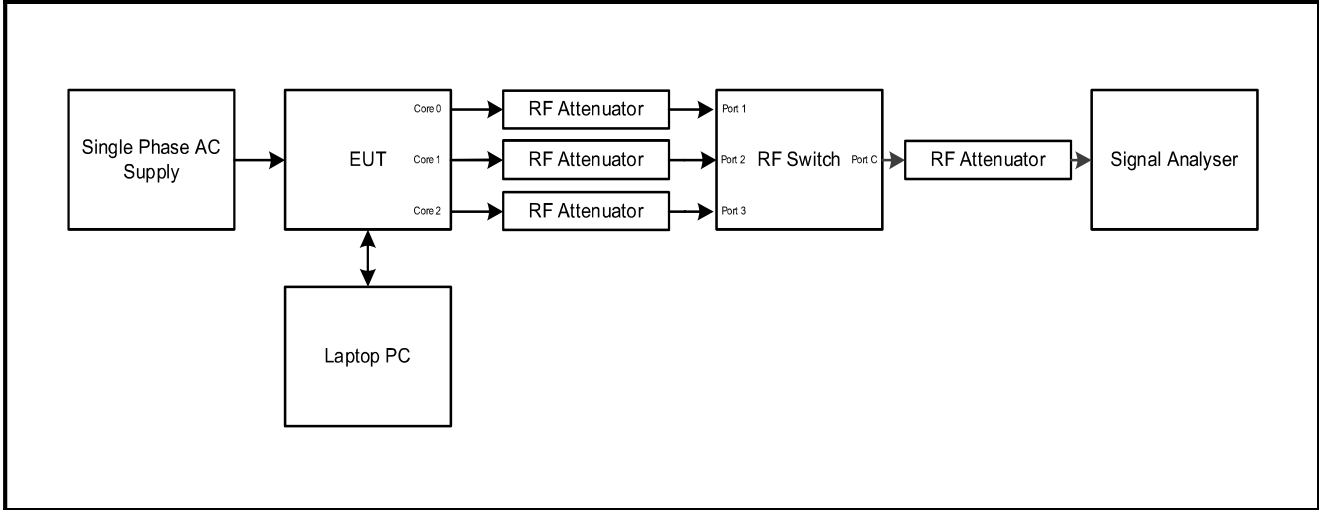 Single Phase AC
Supply
EUT
Core 0
Core 1
Core 2
RF Attenuator
RF Attenuator
RF Attenuator
Port 1
Port 2
Port 3
RF Switch
Port C
RF Attenuator
Signal Analyser
Laptop PC